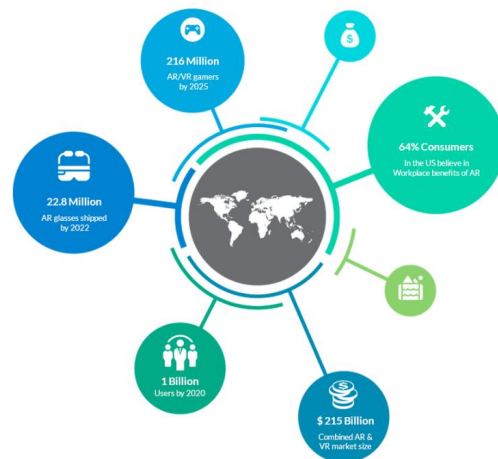 216 Million
AR/VR gamers
by 2025
64% Consumers
In the US believe in
Workplace benefits of AR
22.8 Million
AR glasses shipped
by 2022
1 Billion
Users by 2020
$ 215 Billion
Combined AR &
VR market size